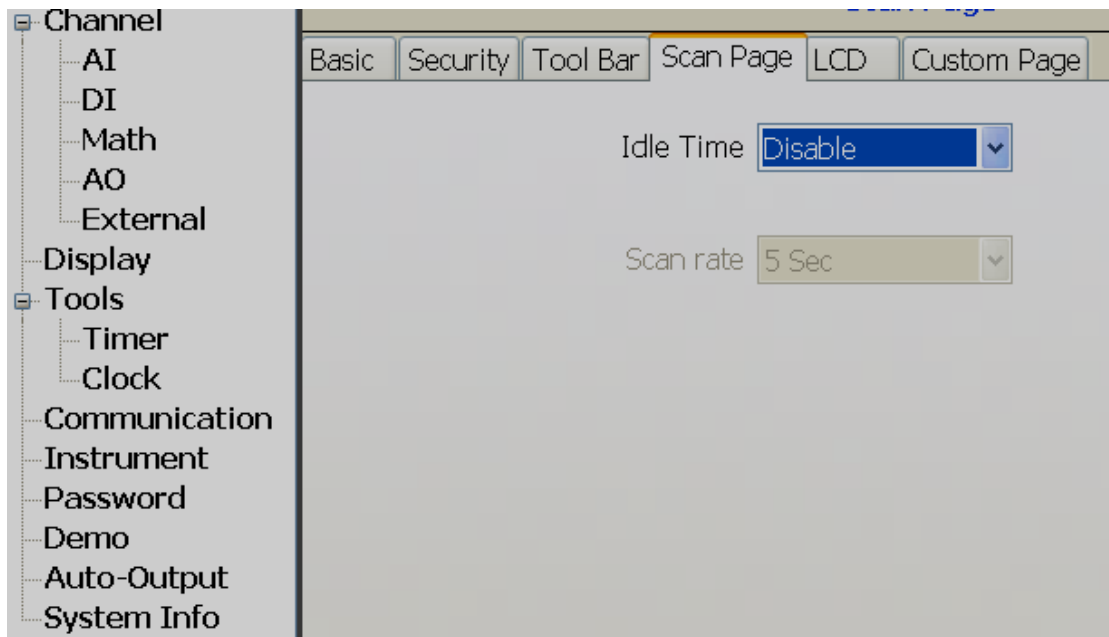 Channel
AI
DI
Math
AO
External
Display
Tools
Timer
Clock
Communication
Instrument
Password
Demo
Auto-Output
System Info
Basic Security Tool Bar Scan Page LCD Custom Page
Idle Time Disable
Scan rate 5 Sec